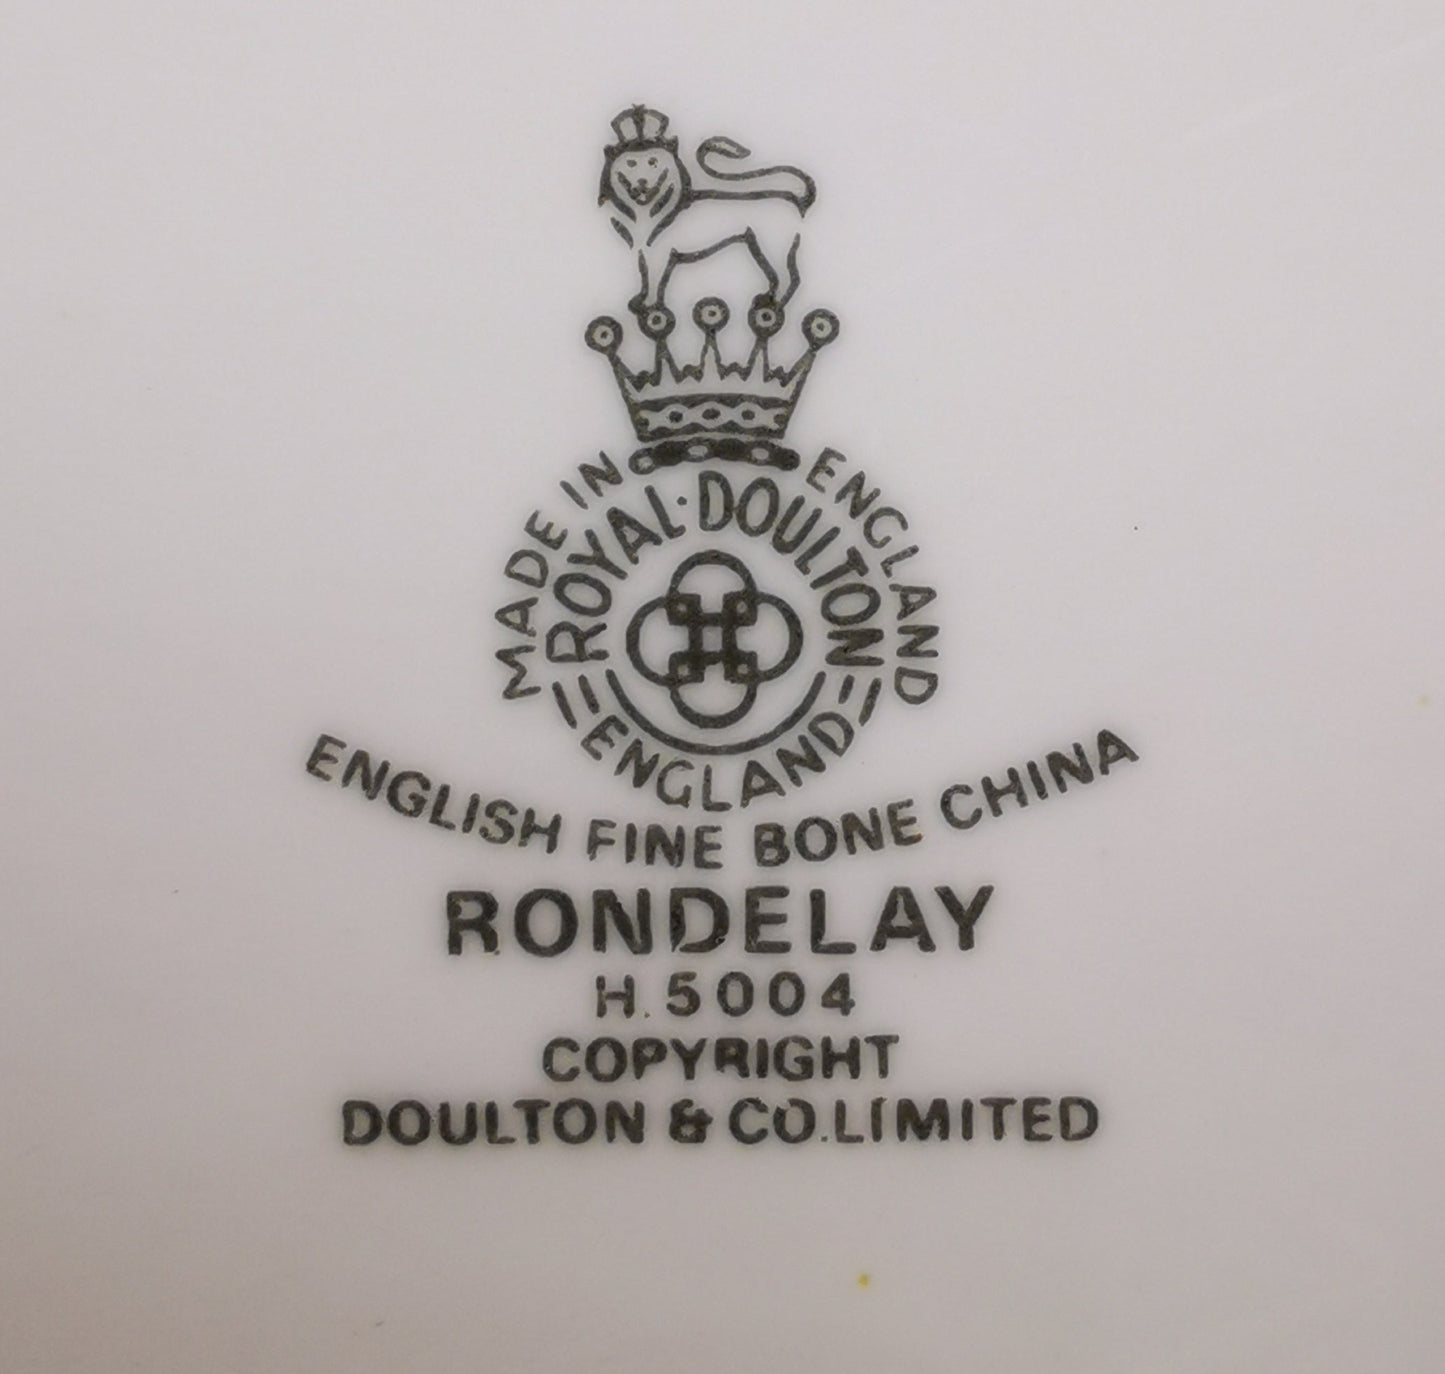 MADE IN ENGLAND
ROYAL·DOULTON
ENGLAND
ENGLISH FINE BONE CHINA
RONDELAY
H.5004
COPYRIGHT
DOULTON & CO.LIMITED